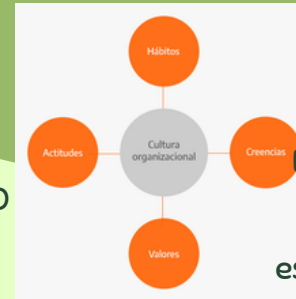 Hábitos
Actitudes
Cultura
organizacional
Creencias
Valores